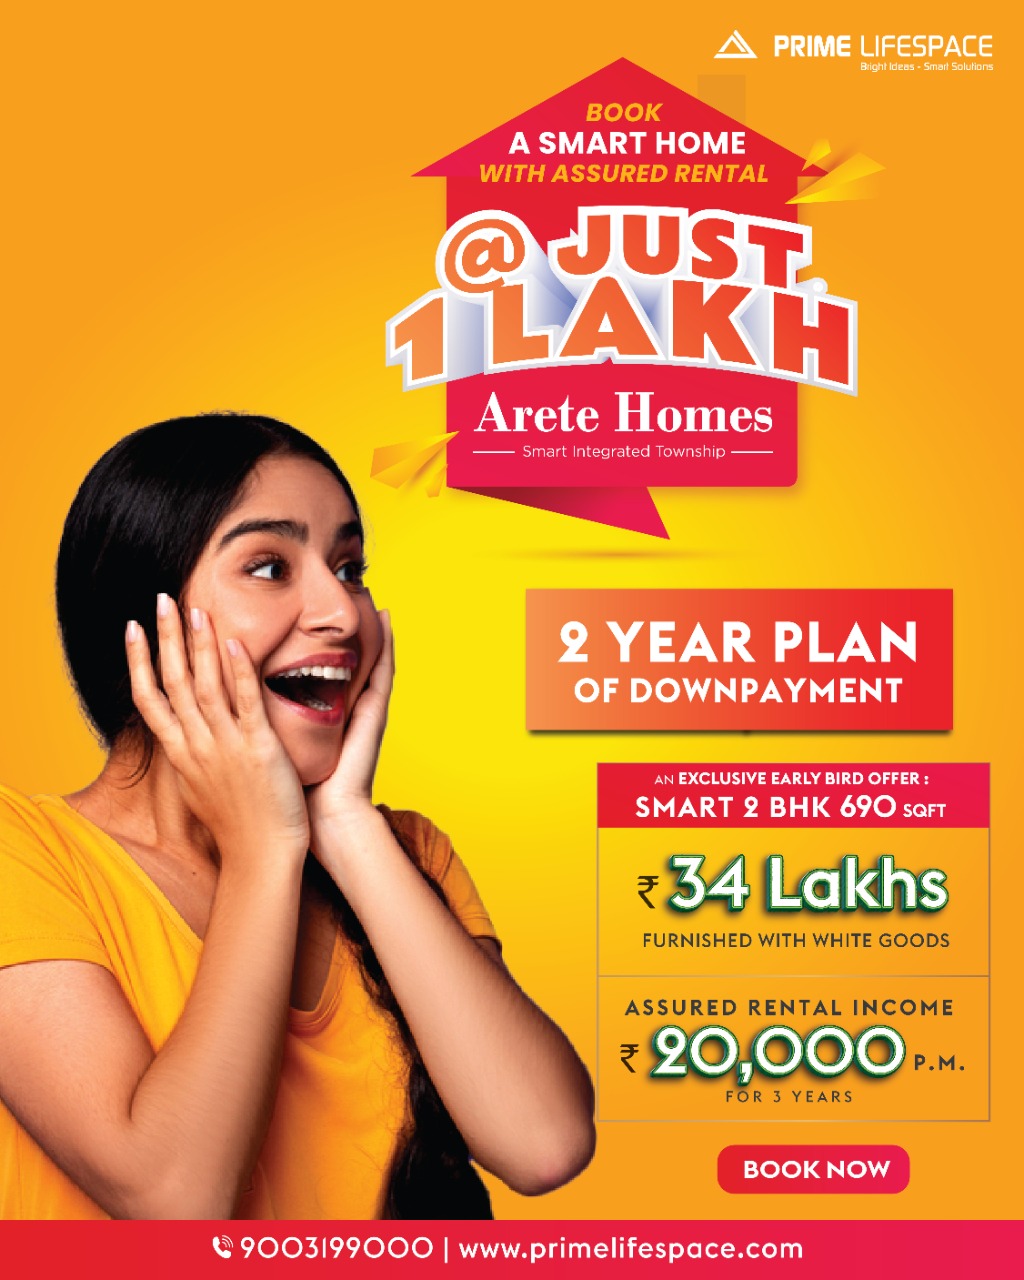 PRIME LIFESPACE
Bright Ideas - Smart Solutions
BOOK
A SMART HOME
WITH ASSURED RENTAL
@ JUST
1 LAKH
Arete Homes
Smart Integrated Township
2 YEAR PLAN
OF DOWNPAYMENT
AN EXCLUSIVE EARLY BIRD OFFER :
SMART 2 BHK 690 SQFT
₹ 34 Lakhs
FURNISHED WITH WHITE GOODS
ASSURED RENTAL INCOME
₹ 20,000 P.M.
FOR 3 YEARS
BOOK NOW
9003199000 | www.primelifespace.com